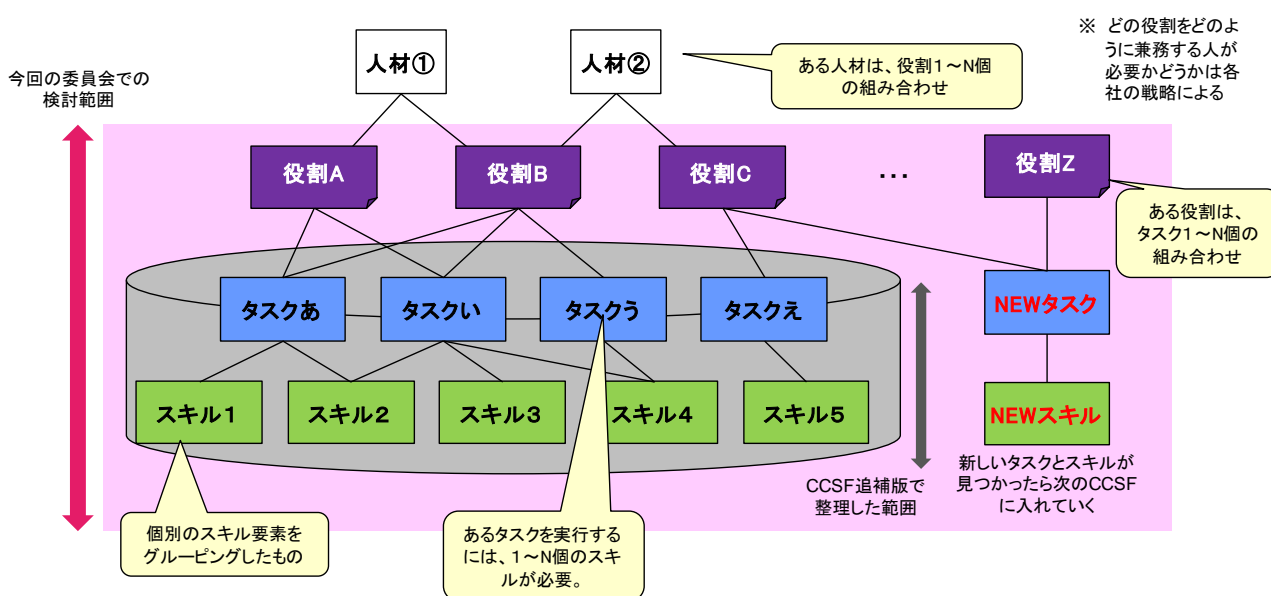 人材①
人材②
ある人材は、役割1～N個
の組み合わせ
※ どの役割をどのよ
うに兼務する人が
必要かどうかは各
社の戦略による
今回の委員会での
検討範囲
役割A
役割B
役割C
…
役割Z
ある役割は、
タスク1～N個の
組み合わせ
タスクあ
タスクい
タスクう
タスクえ
NEWタスク
スキル1
スキル2
スキル3
スキル4
スキル5
NEWスキル
CCSF追補版で
整理した範囲
新しいタスクとスキルが
見つかったら次のCCSF
に入れていく
個別のスキル要素を
グルーピングしたもの
あるタスクを実行する
には、1～N個のスキ
ルが必要。